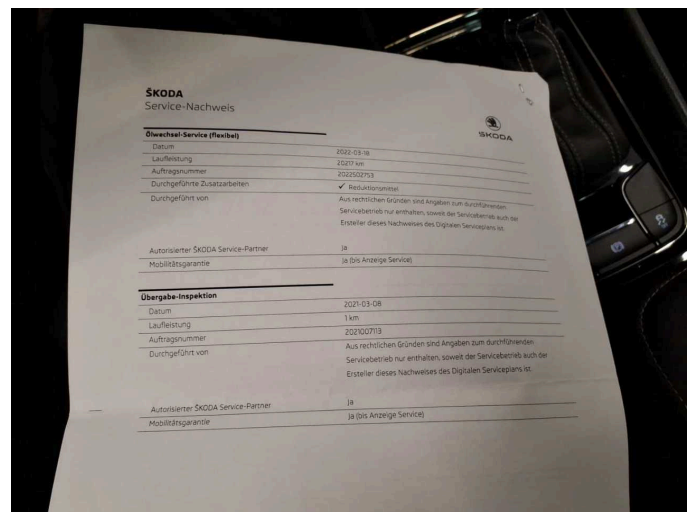 ŠKODA
Service-Nachweis
ŠKODA
Ölwechsel-Service (flexibel)
Datum 2022-03-18
Laufleistung 20217 km
Auftragsnummer 2022502753
Durchgeführte Zusatzarbeiten ✓ Reduktionsmittel
Durchgeführt von Aus rechtlichen Gründen sind Angaben zum durchführenden
Servicebetrieb nur enthalten, soweit der Servicebetrieb auch der
Ersteller dieses Nachweises des Digitalen Serviceplans ist.
Autorisierter ŠKODA Service-Partner Ja
Mobilitätsgarantie Ja (bis Anzeige Service)
Übergabe-Inspektion
Datum 2021-03-08
Laufleistung 1 km
Auftragsnummer 2021007113
Durchgeführt von Aus rechtlichen Gründen sind Angaben zum durchführenden
Servicebetrieb nur enthalten, soweit der Servicebetrieb auch der
Ersteller dieses Nachweises des Digitalen Serviceplans ist.
Autorisierter ŠKODA Service-Partner Ja
Mobilitätsgarantie Ja (bis Anzeige Service)